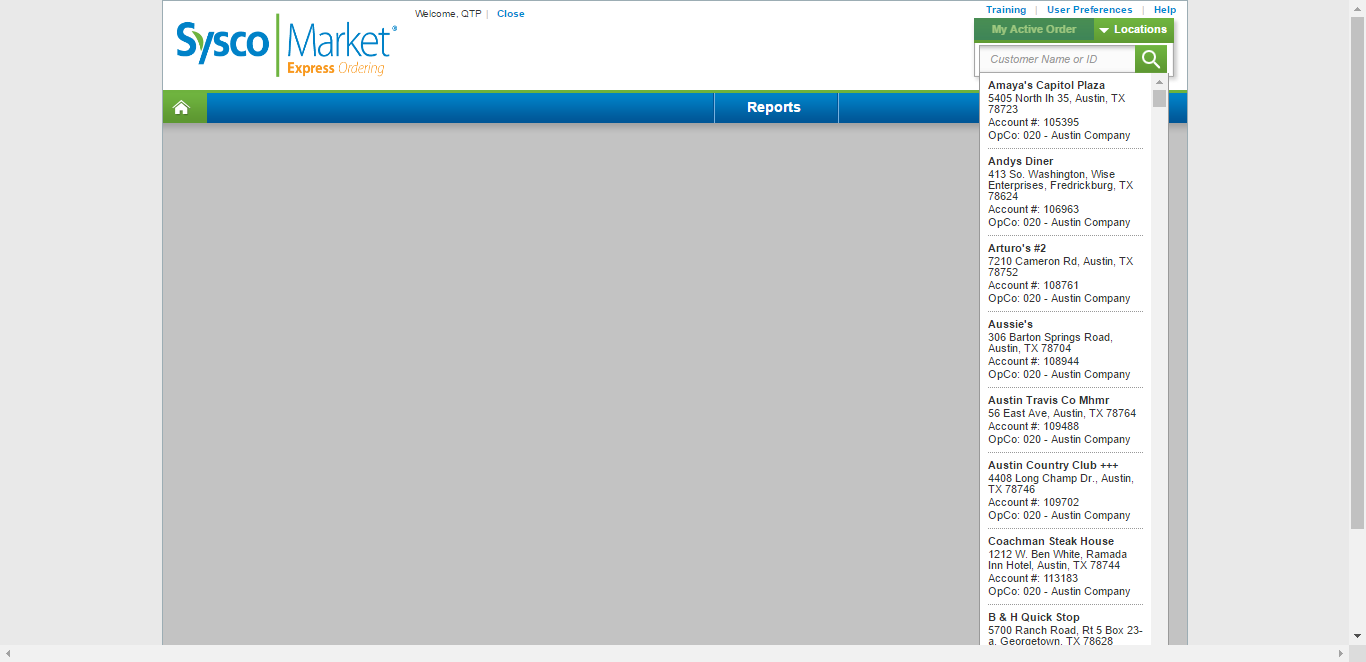 Welcome, QTP | Close
Training | User Preferences | Help
Sysco Market®
Express Ordering
My Active Order Locations
Customer Name or ID
Reports
Amaya's Capitol Plaza
5405 North Ih 35, Austin, TX
78723
Account #: 105395
OpCo: 020 - Austin Company
Andys Diner
413 So. Washington, Wise
Enterprises, Fredrickburg, TX
78624
Account #: 106963
OpCo: 020 - Austin Company
Arturo's #2
7210 Cameron Rd, Austin, TX
78752
Account #: 108761
OpCo: 020 - Austin Company
Aussie's
306 Barton Springs Road,
Austin, TX 78704
Account #: 108944
OpCo: 020 - Austin Company
Austin Travis Co Mhmr
56 East Ave, Austin, TX 78764
Account #: 109488
OpCo: 020 - Austin Company
Austin Country Club +++
4408 Long Champ Dr., Austin,
TX 78746
Account #: 109702
OpCo: 020 - Austin Company
Coachman Steak House
1212 W. Ben White, Ramada
Inn Hotel, Austin, TX 78744
Account #: 113183
OpCo: 020 - Austin Company
B & H Quick Stop
5700 Ranch Road, Rt 5 Box 23-
a, Georgetown, TX 78628